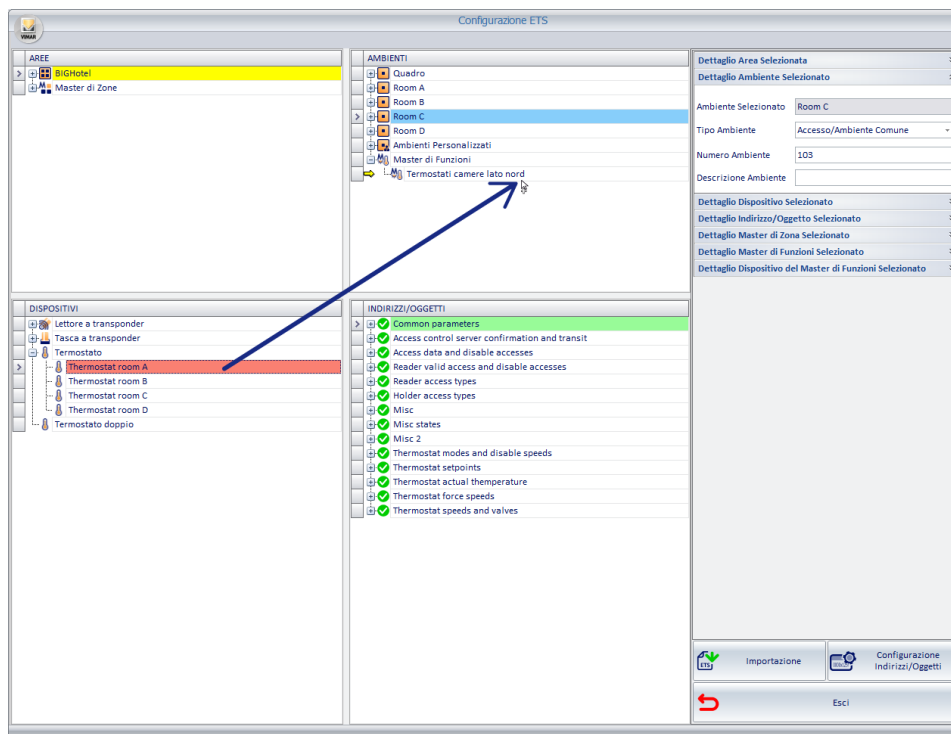 Configurazione ETS
VIMAR
AREE
BIGHotel
Master di Zone
AMBIENTI
Quadro
Room A
Room B
Room C
Room D
Ambienti Personalizzati
Master di Funzioni
Termostati camere lato nord
DISPOSITIVI
Lettore a transponder
Tasca a transponder
Termostato
Thermostat room A
Thermostat room B
Thermostat room C
Thermostat room D
Termostato doppio
INDIRIZZI/OGGETTI
Common parameters
Access control server confirmation and transit
Access data and disable accesses
Reader valid access and disable accesses
Reader access types
Holder access types
Misc
Misc states
Misc 2
Thermostat modes and disable speeds
Thermostat setpoints
Thermostat actual themperature
Thermostat force speeds
Thermostat speeds and valves
Dettaglio Area Selezionata
Dettaglio Ambiente Selezionato
Ambiente Selezionato Room C
Tipo Ambiente Accesso/Ambiente Comune
Numero Ambiente 103
Descrizione Ambiente
Dettaglio Dispositivo Selezionato
Dettaglio Indirizzo/Oggetto Selezionato
Dettaglio Master di Zona Selezionato
Dettaglio Master di Funzioni Selezionato
Dettaglio Dispositivo del Master di Funzioni Selezionato
ETS
Importazione
Configurazione
Indirizzi/Oggetti
Esci